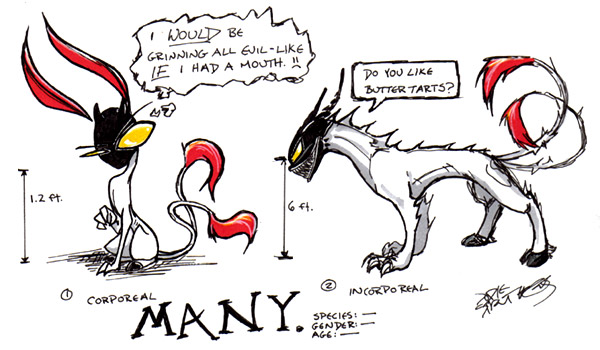 I WOULD BE
GRINNING ALL EVIL-LIKE
IF I HAD A MOUTH. !!
DO YOU LIKE
BUTTER TARTS?
1.2 ft.
6 ft.
① CORPOREAL
② INCORPOREAL
MANY.
SPECIES: —
GENDER: —
AGE: —